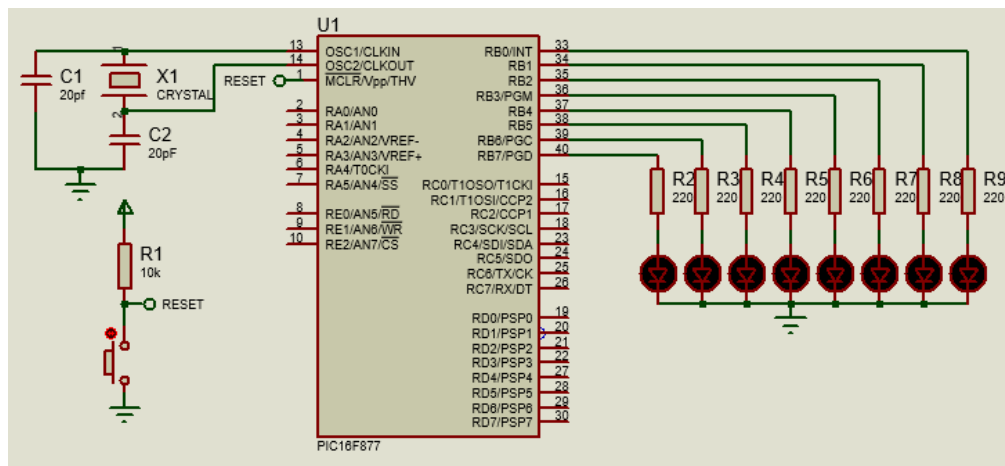 U1
13 OSC1/CLKIN
14 OSC2/CLKOUT
1 MCLR/Vpp/THV
2 RA0/AN0
3 RA1/AN1
4 RA2/AN2/VREF-
5 RA3/AN3/VREF+
6 RA4/T0CKI
7 RA5/AN4/SS
8 RE0/AN5/RD
9 RE1/AN6/WR
10 RE2/AN7/CS
RB0/INT 33
RB1 34
RB2 35
RB3/PGM 36
RB4 37
RB5 38
RB6/PGC 39
RB7/PGD 40
RC0/T1OSO/T1CKI 15
RC1/T1OSI/CCP2 16
RC2/CCP1 17
RC3/SCK/SCL 18
RC4/SDI/SDA 23
RC5/SDO 24
RC6/TX/CK 25
RC7/RX/DT 26
RD0/PSP0 19
RD1/PSP1 20
RD2/PSP2 21
RD3/PSP3 22
RD4/PSP4 27
RD5/PSP5 28
RD6/PSP6 29
RD7/PSP7 30
PIC16F877
C1
20pf
1
X1
CRYSTAL
2
C2
20pF
RESET
R1
10k
RESET
R2 R3 R4 R5 R6 R7 R8 R9
220 220 220 220 220 220 220 220